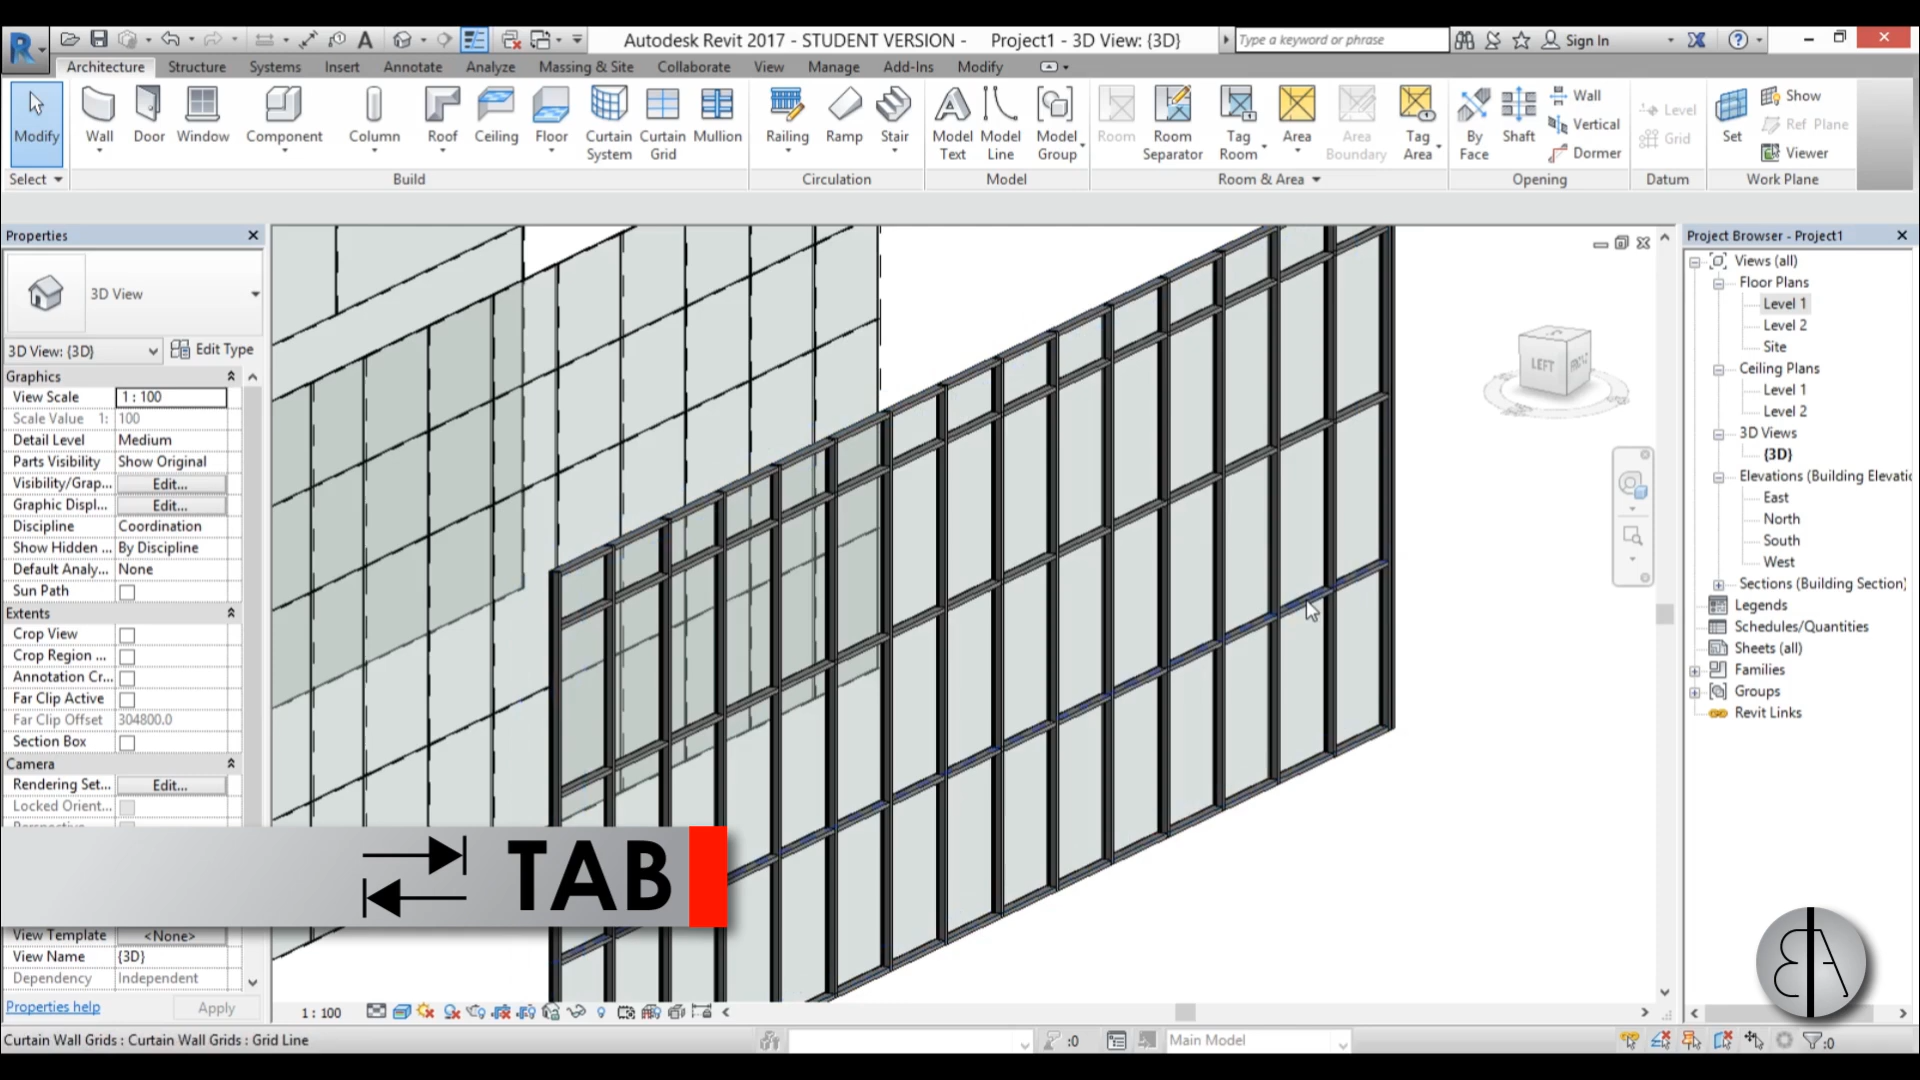 Autodesk Revit 2017 - STUDENT VERSION - Project1 - 3D View: {3D}
Type a keyword or phrase
Sign In
Architecture Structure Systems Insert Annotate Analyze Massing & Site Collaborate View Manage Add-Ins Modify
Modify Wall Door Window Component Column Roof Ceiling Floor Curtain System Curtain Grid Mullion Railing Ramp Stair Model Text Model Line Model Group Room Room Separator Tag Room Area Area Boundary Tag Area By Face Shaft Wall Vertical Dormer Level Grid Set Show Ref Plane Viewer
Select Build Circulation Model Room & Area Opening Datum Work Plane
Properties
3D View
3D View: {3D} Edit Type
Graphics
View Scale 1 : 100
Scale Value 1: 100
Detail Level Medium
Parts Visibility Show Original
Visibility/Grap... Edit...
Graphic Displ... Edit...
Discipline Coordination
Show Hidden ... By Discipline
Default Analy... None
Sun Path
Extents
Crop View
Crop Region ...
Annotation Cr...
Far Clip Active
Far Clip Offset 304800.0
Section Box
Camera
Rendering Set... Edit...
Locked Orient...
View Template <None>
View Name {3D}
Dependency Independent
Properties help Apply
TAB
LEFT
1 : 100
Project Browser - Project1
Views (all)
Floor Plans
Level 1
Level 2
Site
Ceiling Plans
Level 1
Level 2
3D Views
{3D}
Elevations (Building Elevatio
East
North
South
West
Sections (Building Section)
Legends
Schedules/Quantities
Sheets (all)
Families
Groups
Revit Links
Curtain Wall Grids : Curtain Wall Grids : Grid Line
:0
Main Model
:0